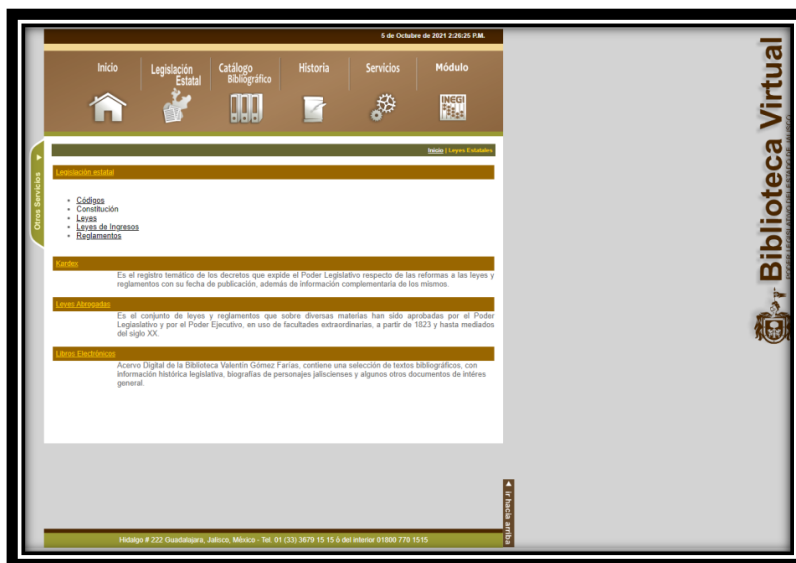 5 de Octubre de 2021 2:26:25 P.M.
Inicio
Legislación
Estatal
Catálogo
Bibliográfico
Historia
Servicios
Módulo
INEGI
Inicio | Leyes Estatales
Otros Servicios
Legislación estatal
Códigos
Constitución
Leyes
Leyes de Ingresos
Reglamentos
Kardex
Es el registro temático de los decretos que expide el Poder Legislativo respecto de las reformas a las leyes y
reglamentos con su fecha de publicación, además de información complementaria de los mismos.
Leyes Abrogadas
Es el conjunto de leyes y reglamentos que sobre diversas materias han sido aprobadas por el Poder
Legiaslativo y por el Poder Ejecutivo, en uso de facultades extraordinarias, a partir de 1823 y hasta mediados
del siglo XX.
Libros Electrónicos
Acervo Digital de la Biblioteca Valentín Gómez Farías, contiene una selección de textos bibliográficos, con
información histórica legislativa, biografías de personajes jaliscienses y algunos otros documentos de intéres
general.
ir hacia arriba
Hidalgo # 222 Guadalajara, Jalisco, México - Tel. 01 (33) 3679 15 15 ó del interior 01800 778 1515
Biblioteca Virtual
PODER LEGISLATIVO DEL ESTADO DE JALISCO